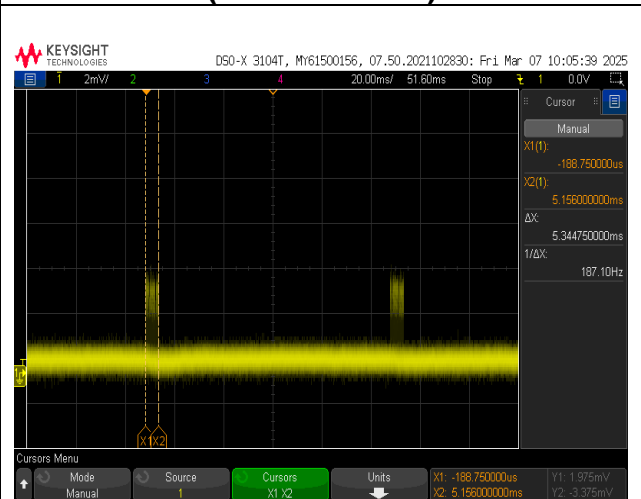 KEYSIGHT
TECHNOLOGIES
DSO-X 3104T, MY61500156, 07.50.2021102830: Fri Mar 07 10:05:39 2025
1 2mV/ 2 3 4 20.00ms/ 51.60ms Stop 1 0.0V
Cursor
Manual
X1(1):
-188.750000us
X2(1):
5.156000000ms
ΔX:
5.344750000ms
1/ΔX:
187.10Hz
T
1
X1 X2
Cursors Menu
Mode
Manual
Source
1
Cursors
X1 X2
Units
X1: -188.750000us
X2: 5.156000000ms
Y1: 1.975mV
Y2: -3.375mV